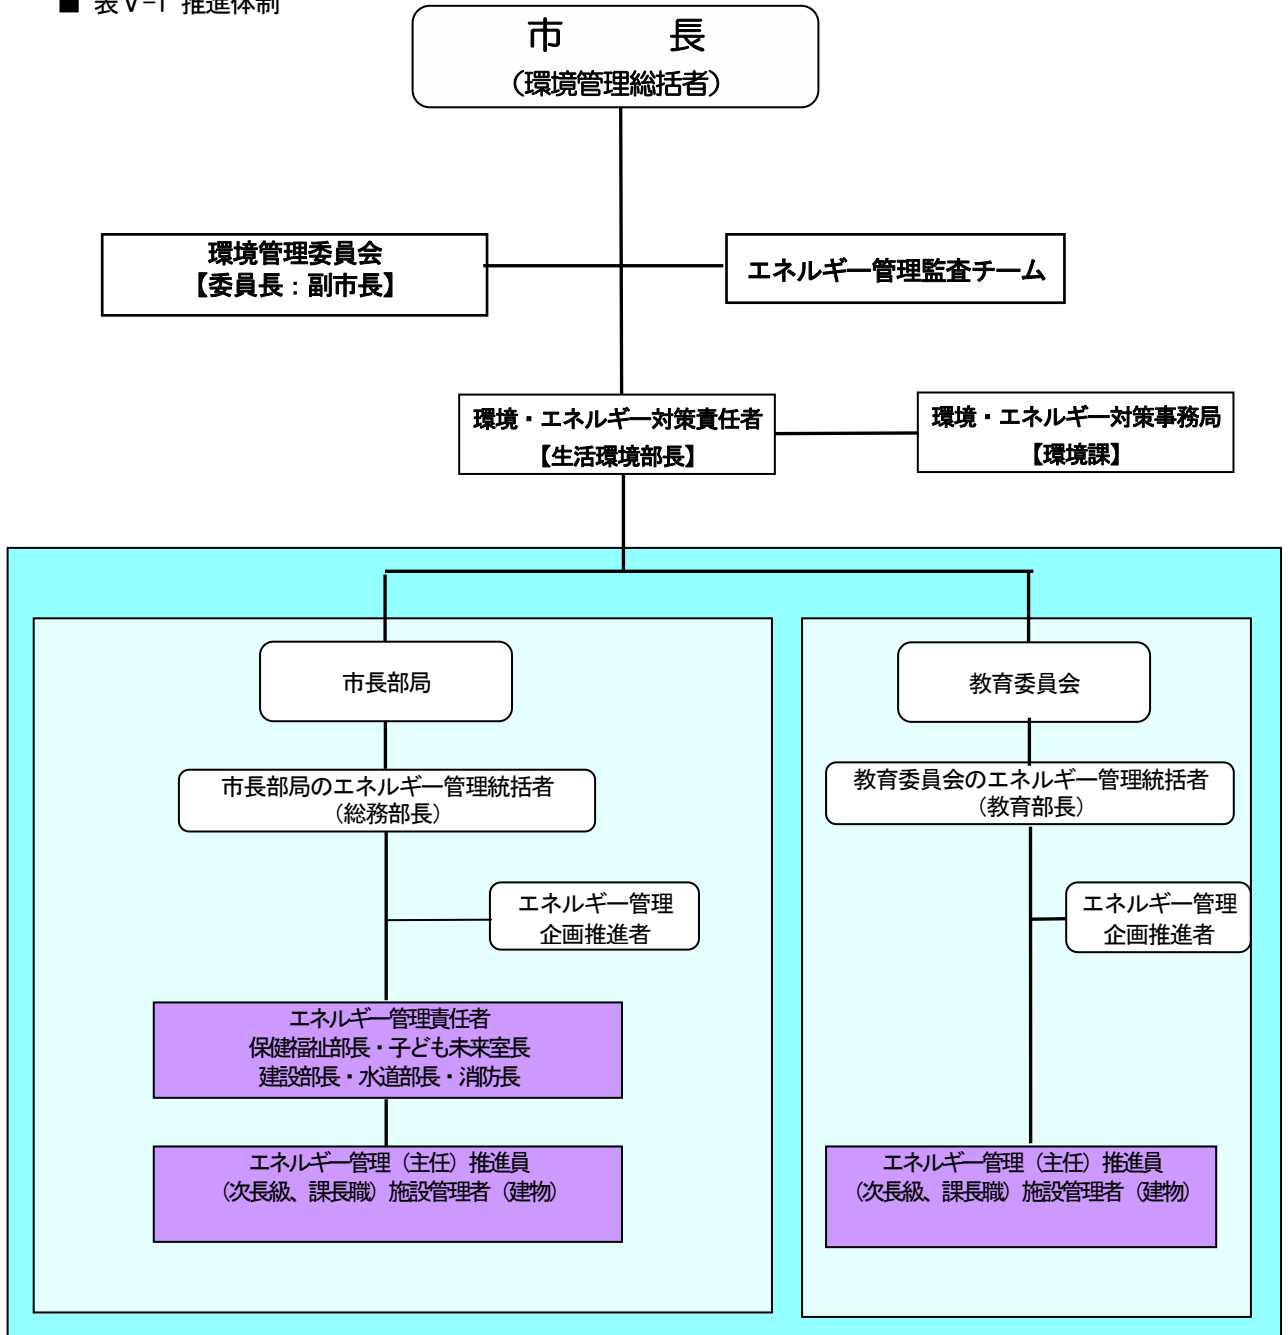 ■ 表Ⅴ-1 推進体制
市　　　長
（環境管理総括者）
環境管理委員会
【委員長：副市長】
エネルギー管理監査チーム
環境・エネルギー対策責任者
【生活環境部長】
環境・エネルギー対策事務局
【環境課】
市長部局
市長部局のエネルギー管理統括者
（総務部長）
エネルギー管理
企画推進者
エネルギー管理責任者
保健福祉部長・子ども未来室長
建設部長・水道部長・消防長
エネルギー管理（主任）推進員
（次長級、課長職）施設管理者（建物）
教育委員会
教育委員会のエネルギー管理統括者
（教育部長）
エネルギー管理
企画推進者
エネルギー管理（主任）推進員
（次長級、課長職）施設管理者（建物）